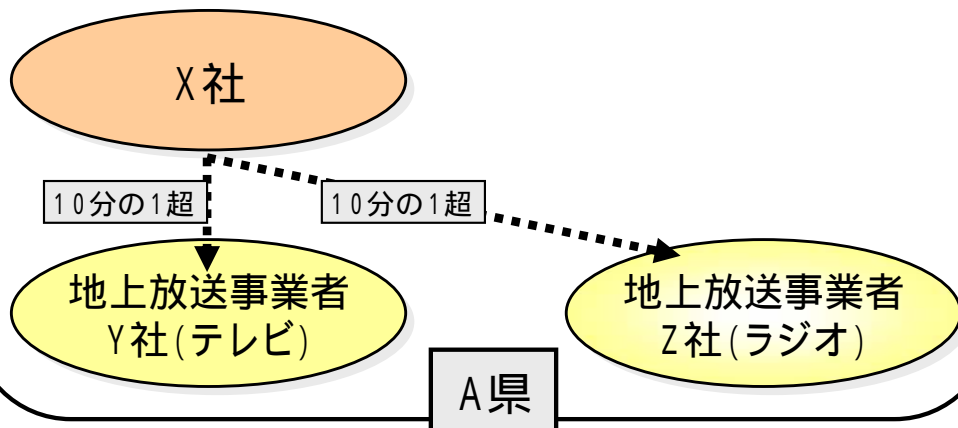 X社
10分の1超
10分の1超
地上放送事業者
Y社(テレビ)
地上放送事業者
Z社(ラジオ)
A県